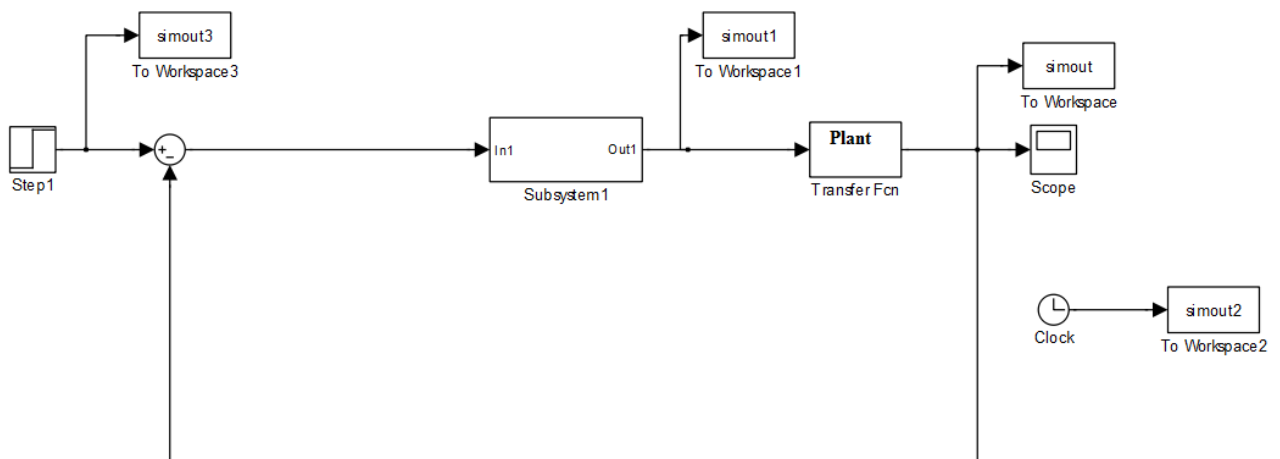 simout3
To Workspace3
simout1
To Workspace1
simout
To Workspace
Step1
+
−
In1
Out1
Subsystem1
Plant
Transfer Fcn
Scope
Clock
simout2
To Workspace2